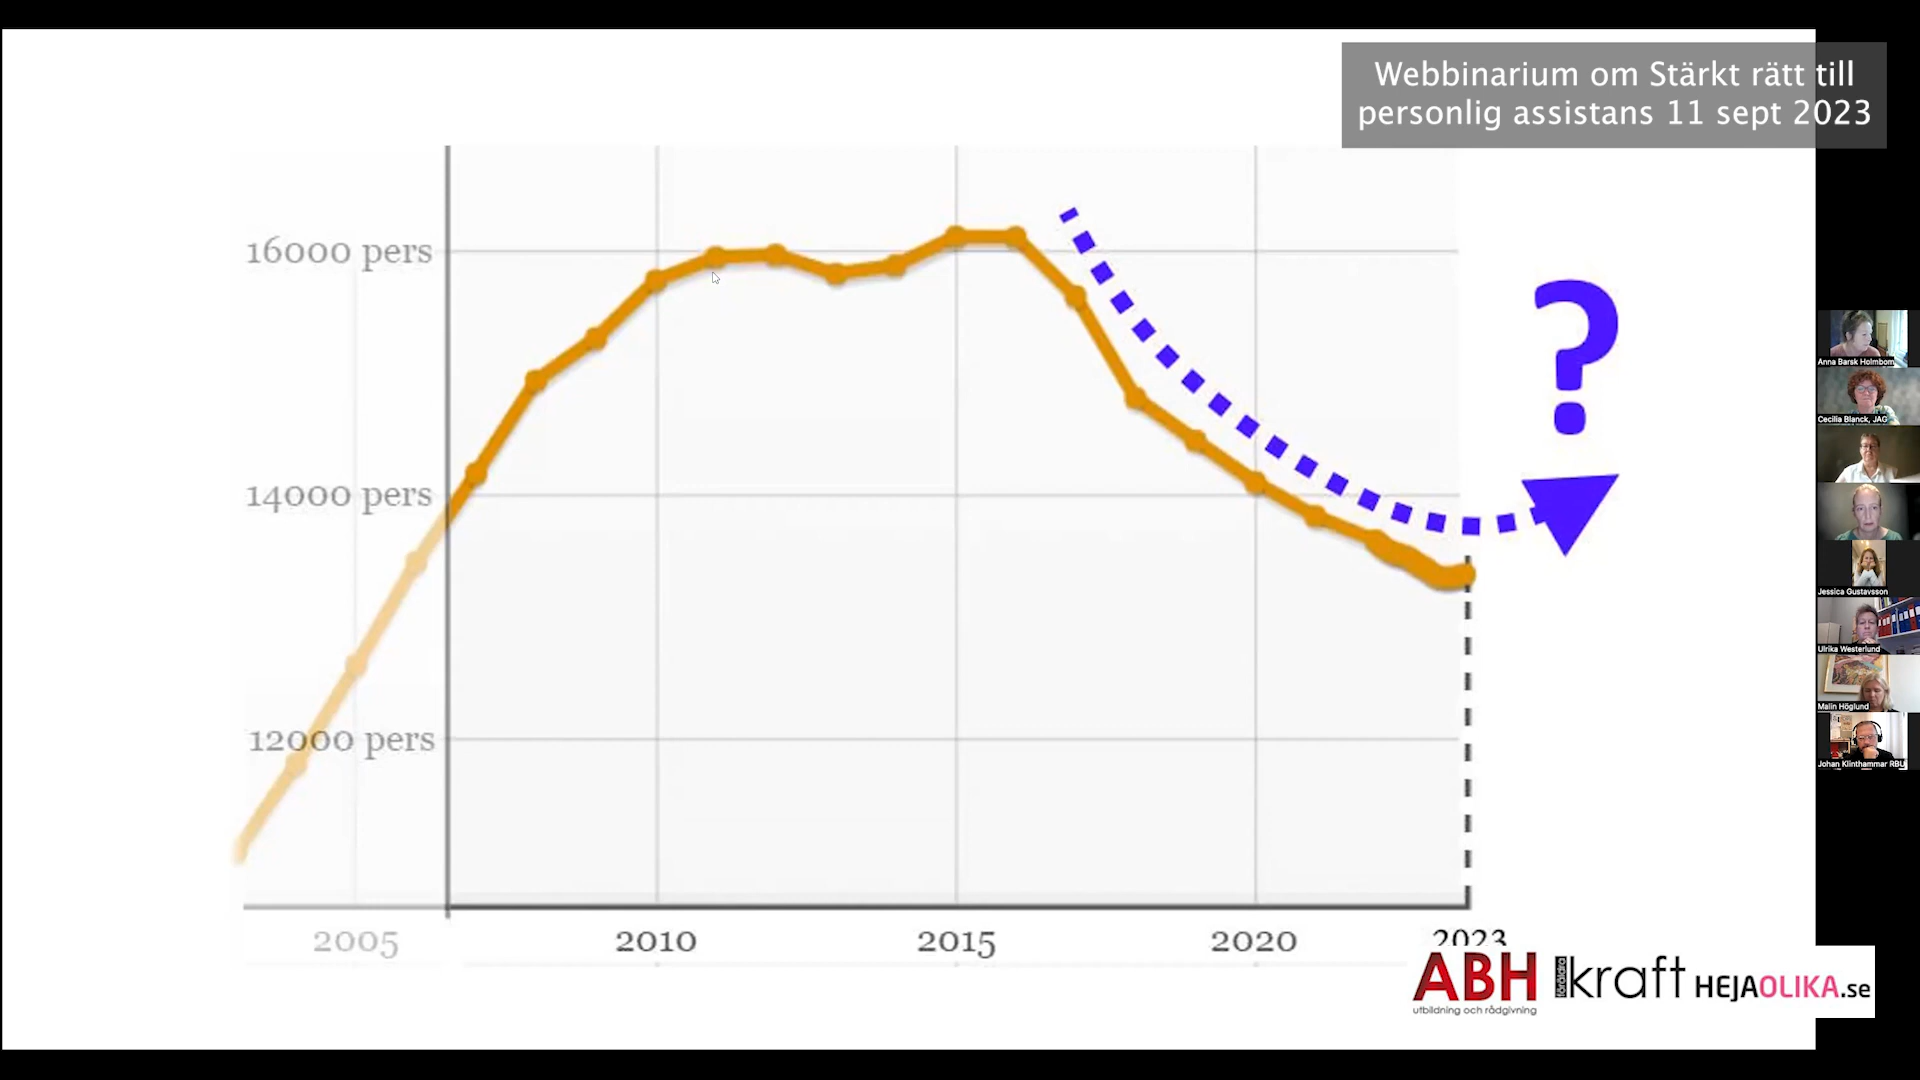 Webbinarium om Stärkt rätt till
personlig assistans 11 sept 2023
16000 pers
14000 pers
12000 pers
?
2005
2010
2015
2020
2023
Anna Barsk Holmbom
Cecilia Blanck, JAG
Jessica Gustavsson
Ulrika Westerlund
Malin Höglund
Johan Klinthammar RBU
ABH
utbildning och rådgivning
föräldra kraft
HEJAOLIKA.se